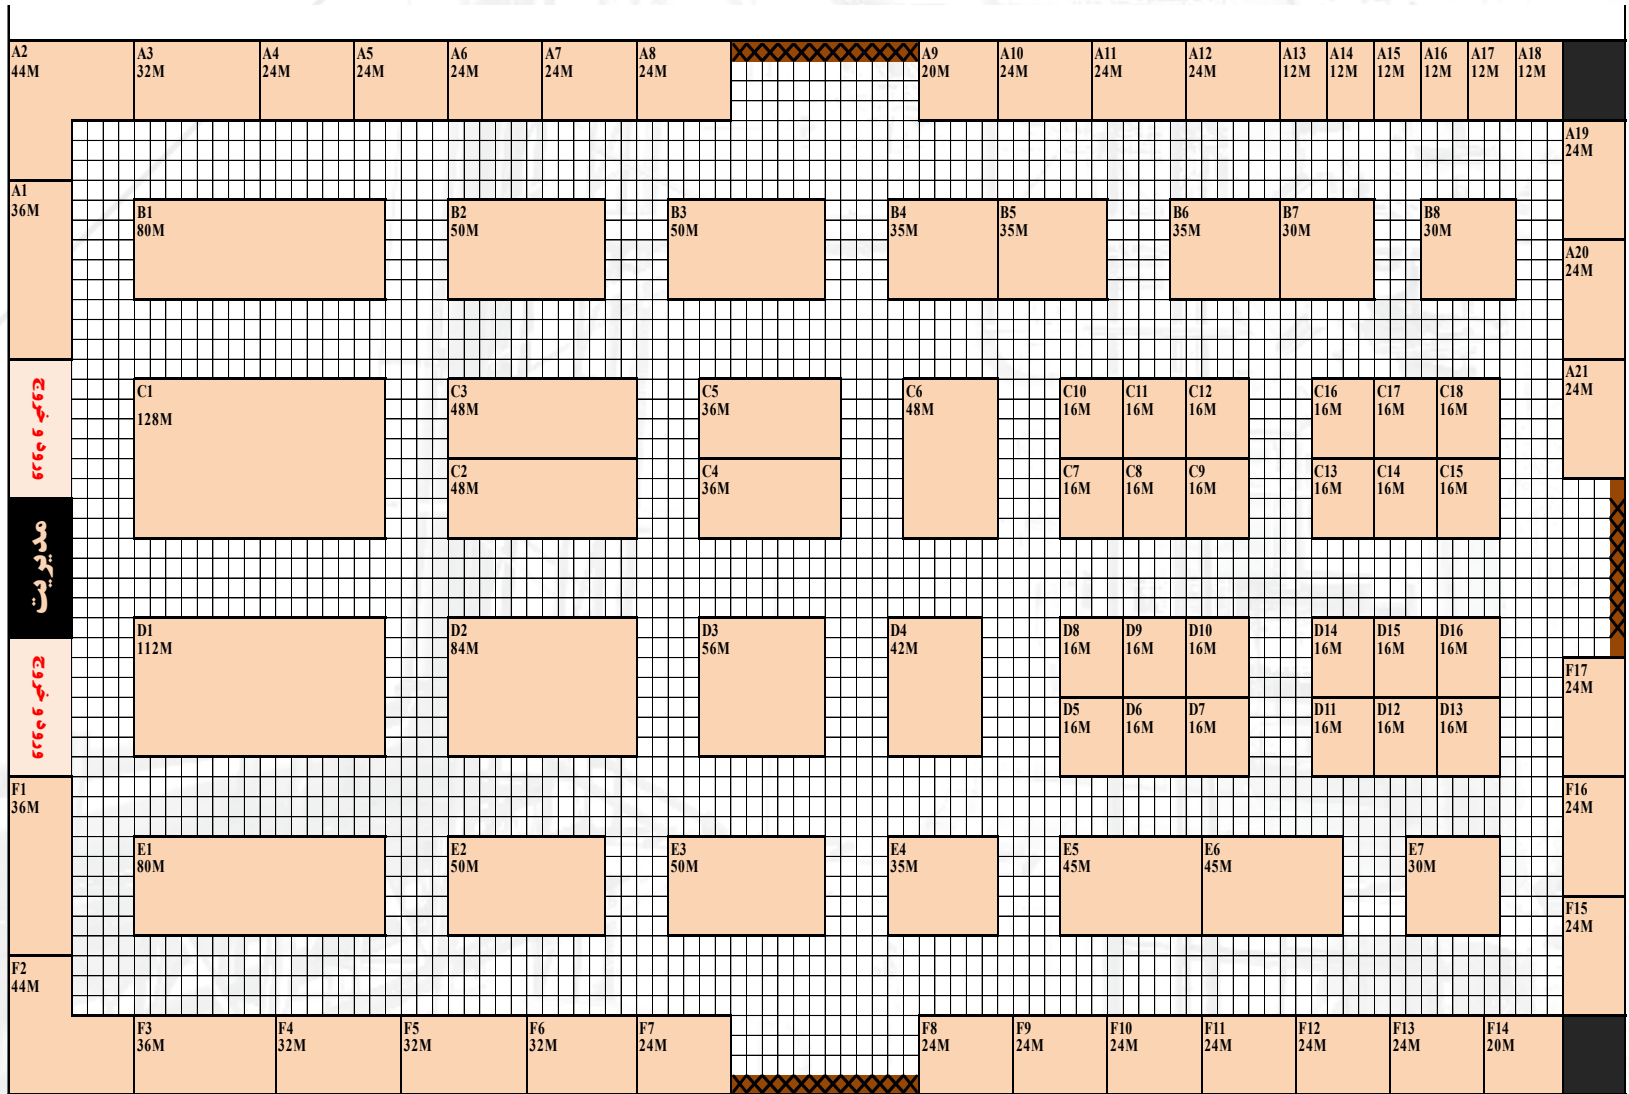 A2
44M
A3
32M
A4
24M
A5
24M
A6
24M
A7
24M
A8
24M
A9
20M
A10
24M
A11
24M
A12
24M
A13
12M
A14
12M
A15
12M
A16
12M
A17
12M
A18
12M
A19
24M
A1
36M
B1
80M
B2
50M
B3
50M
B4
35M
B5
35M
B6
35M
B7
30M
B8
30M
A20
24M
A21
24M
ورود و خروج
C1
128M
C3
48M
C5
36M
C6
48M
C10
16M
C11
16M
C12
16M
C16
16M
C17
16M
C18
16M
C2
48M
C4
36M
C7
16M
C8
16M
C9
16M
C13
16M
C14
16M
C15
16M
مدیریت
D1
112M
D2
84M
D3
56M
D4
42M
D8
16M
D9
16M
D10
16M
D14
16M
D15
16M
D16
16M
ورود و خروج
F17
24M
D5
16M
D6
16M
D7
16M
D11
16M
D12
16M
D13
16M
F1
36M
F16
24M
E1
80M
E2
50M
E3
50M
E4
35M
E5
45M
E6
45M
E7
30M
F15
24M
F2
44M
F3
36M
F4
32M
F5
32M
F6
32M
F7
24M
F8
24M
F9
24M
F10
24M
F11
24M
F12
24M
F13
24M
F14
20M